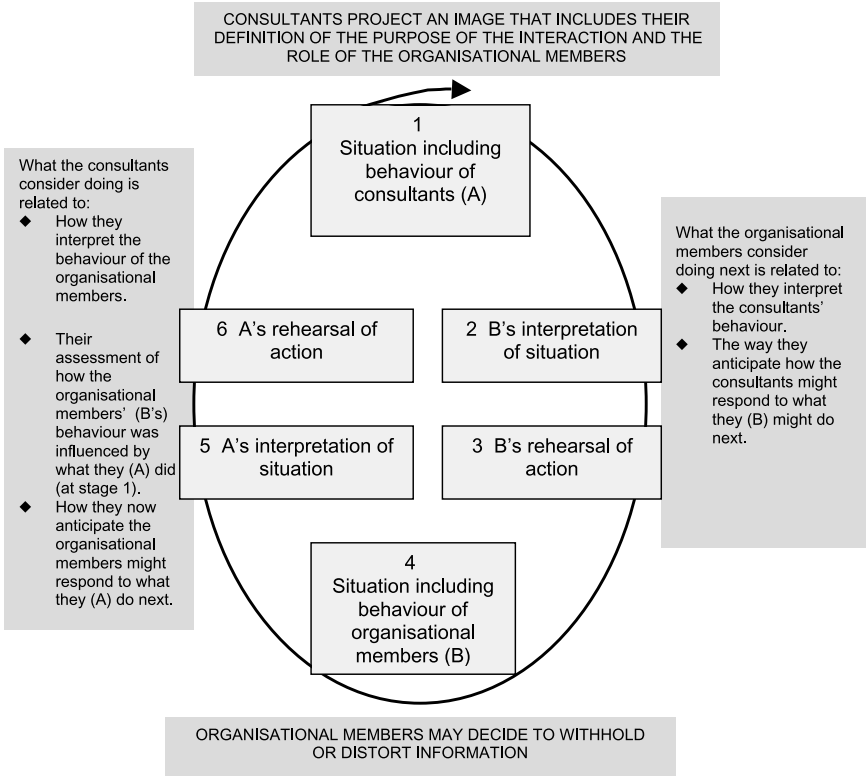 CONSULTANTS PROJECT AN IMAGE THAT INCLUDES THEIR
DEFINITION OF THE PURPOSE OF THE INTERACTION AND THE
ROLE OF THE ORGANISATIONAL MEMBERS
1
Situation including
behaviour of
consultants (A)
What the consultants
consider doing is
related to:
◆ How they
interpret the
behaviour of the
organisational
members.
◆ Their
assessment of
how the
organisational
members' (B's)
behaviour was
influenced by
what they (A) did
(at stage 1).
◆ How they now
anticipate the
organisational
members might
respond to what
they (A) do next.
What the organisational
members consider
doing next is related to:
◆ How they interpret
the consultants'
behaviour.
◆ The way they
anticipate how the
consultants might
respond to what
they (B) might do
next.
6 A's rehearsal of
action
2 B's interpretation
of situation
5 A's interpretation of
situation
3 B's rehearsal of
action
4
Situation including
behaviour of
organisational
members (B)
ORGANISATIONAL MEMBERS MAY DECIDE TO WITHHOLD
OR DISTORT INFORMATION